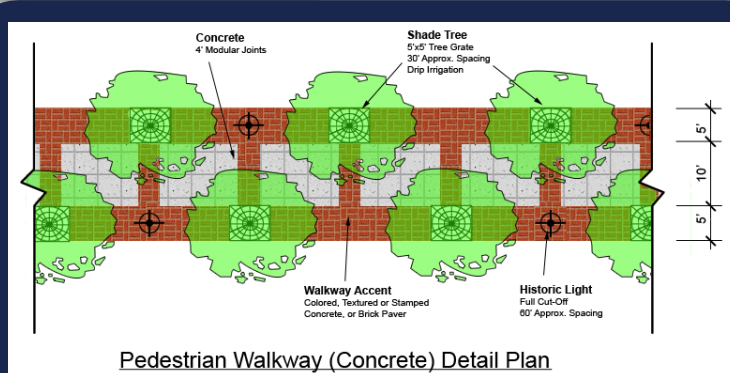 Concrete
4' Modular Joints
Shade Tree
5'x5' Tree Grate
30' Approx. Spacing
Drip Irrigation
5'
10'
5'
Walkway Accent
Colored, Textured or Stamped
Concrete, or Brick Paver
Historic Light
Full Cut-Off
60' Approx. Spacing
Pedestrian Walkway (Concrete) Detail Plan